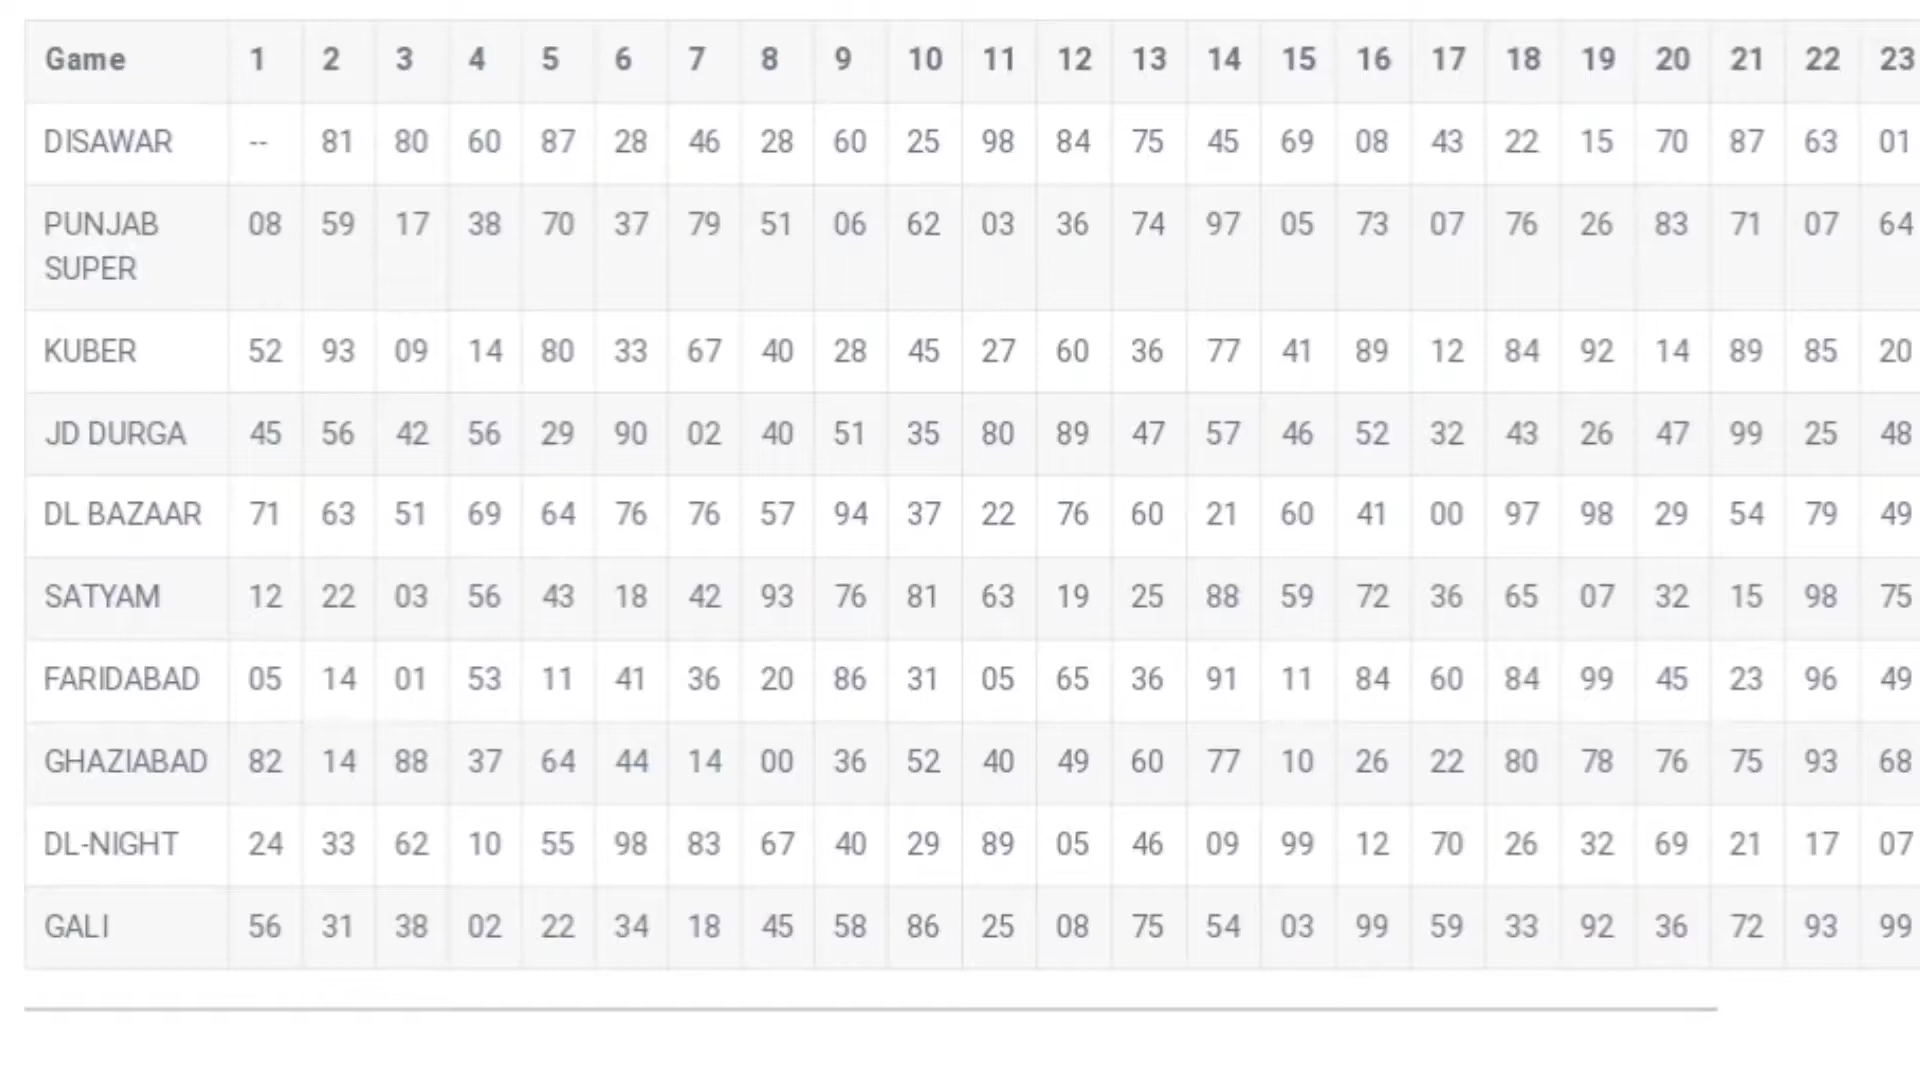 Game 1 2 3 4 5 6 7 8 9 10 11 12 13 14 15 16 17 18 19 20 21 22 23
DISAWAR -- 81 80 60 87 28 46 28 60 25 98 84 75 45 69 08 43 22 15 70 87 63 01
PUNJAB 08 59 17 38 70 37 79 51 06 62 03 36 74 97 05 73 07 76 26 83 71 07 64
SUPER
KUBER 52 93 09 14 80 33 67 40 28 45 27 60 36 77 41 89 12 84 92 14 89 85 20
JD DURGA 45 56 42 56 29 90 02 40 51 35 80 89 47 57 46 52 32 43 26 47 99 25 48
DL BAZAAR 71 63 51 69 64 76 76 57 94 37 22 76 60 21 60 41 00 97 98 29 54 79 49
SATYAM 12 22 03 56 43 18 42 93 76 81 63 19 25 88 59 72 36 65 07 32 15 98 75
FARIDABAD 05 14 01 53 11 41 36 20 86 31 05 65 36 91 11 84 60 84 99 45 23 96 49
GHAZIABAD 82 14 88 37 64 44 14 00 36 52 40 49 60 77 10 26 22 80 78 76 75 93 68
DL-NIGHT 24 33 62 10 55 98 83 67 40 29 89 05 46 09 99 12 70 26 32 69 21 17 07
GALI 56 31 38 02 22 34 18 45 58 86 25 08 75 54 03 99 59 33 92 36 72 93 99